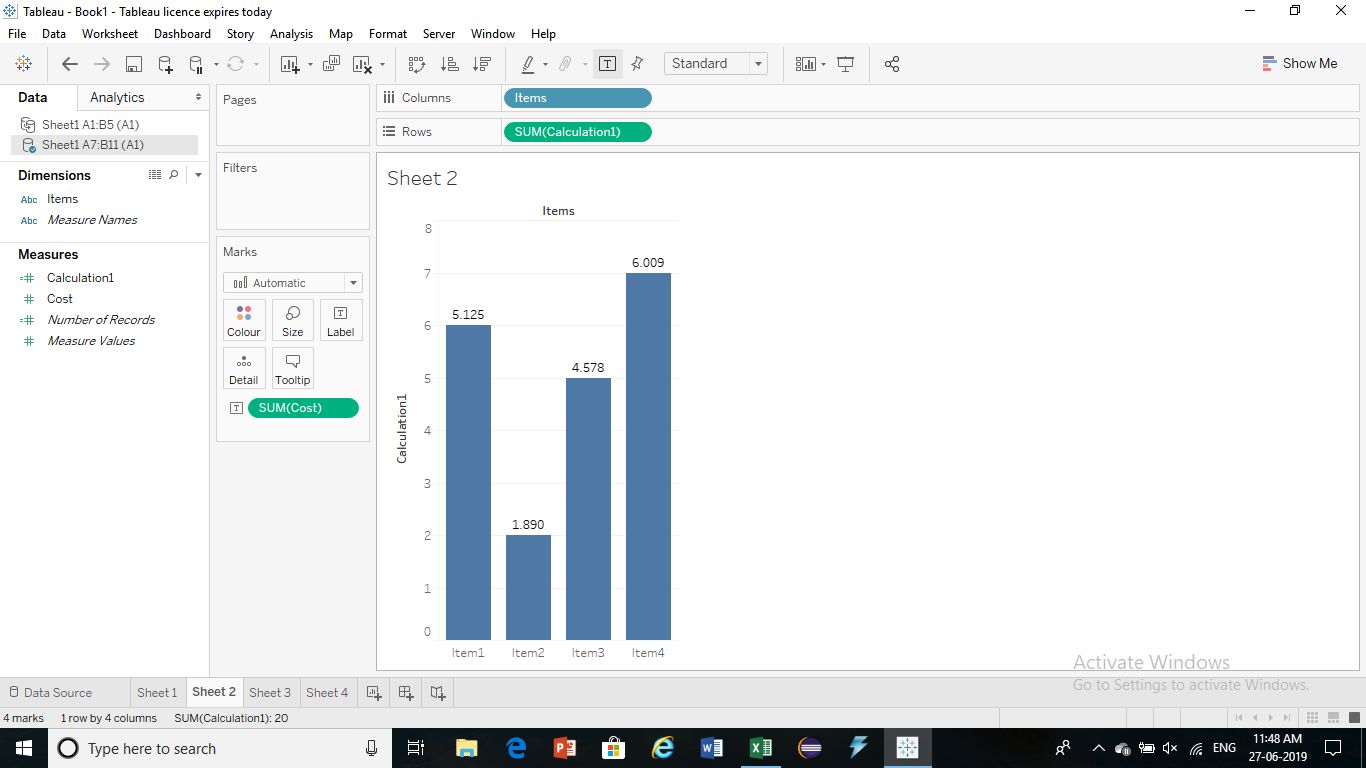 Tableau - Book1 - Tableau licence expires today
File Data Worksheet Dashboard Story Analysis Map Format Server Window Help
Standard
Show Me
Data Analytics
Sheet1 A1:B5 (A1)
Sheet1 A7:B11 (A1)
Dimensions
Abc Items
Abc Measure Names
Measures
Calculation1
Cost
Number of Records
Measure Values
Pages
Filters
Marks
Automatic
Colour Size Label
Detail Tooltip
SUM(Cost)
Columns Items
Rows SUM(Calculation1)
Sheet 2
Items
8
7
6
5
4
3
2
1
0
Calculation1
5.125
1.890
4.578
6.009
Item1 Item2 Item3 Item4
Activate Windows
Go to Settings to activate Windows.
Data Source Sheet 1 Sheet 2 Sheet 3 Sheet 4
4 marks 1 row by 4 columns SUM(Calculation1): 20
Type here to search
ENG
11:48 AM
27-06-2019